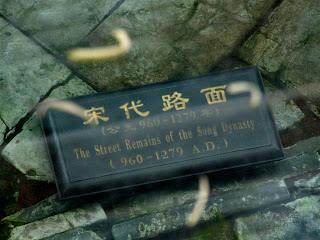 宋代路面
(公元960-1279年)
The Street Remains of the Song Dynasty
(960-1279 A.D.)